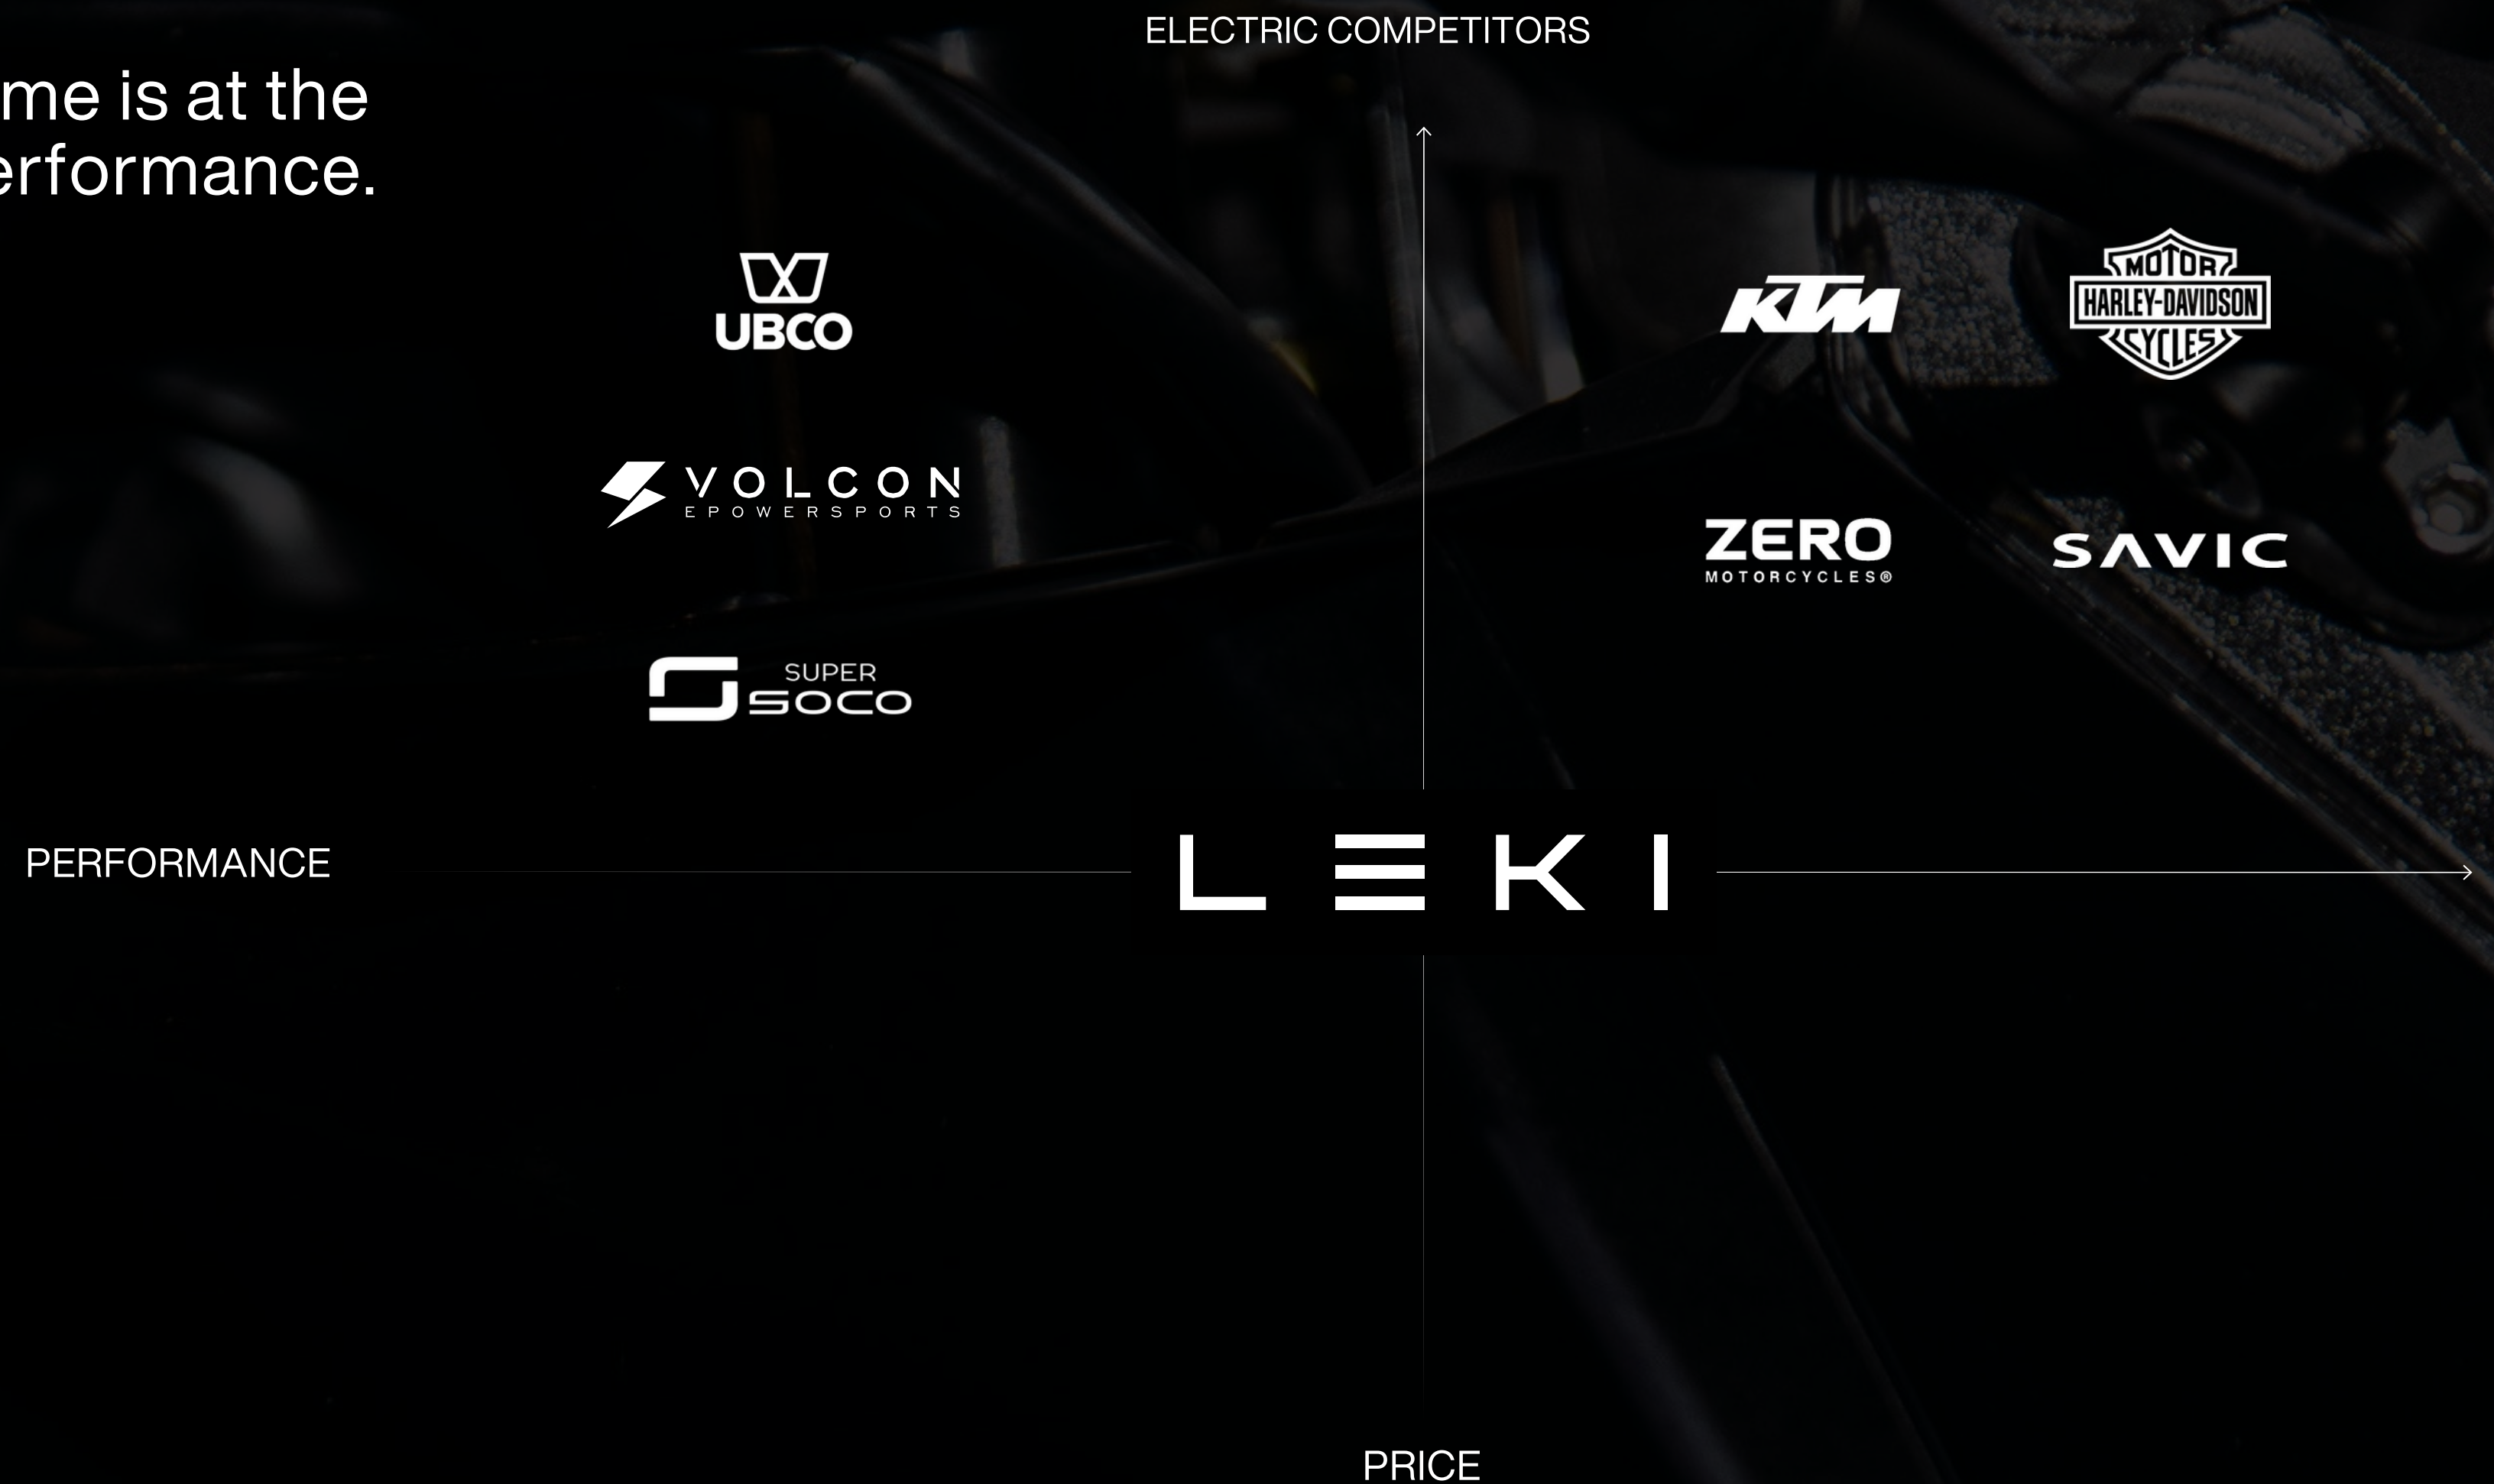 ELECTRIC COMPETITORS
me is at the
erformance.
UBCO
KTM
MOTOR
HARLEY-DAVIDSON
CYCLES
VOLCON
EPOWERSPORTS
ZERO
MOTORCYCLES®
SAVIC
SUPER
SOCO
PERFORMANCE
LEKI
PRICE